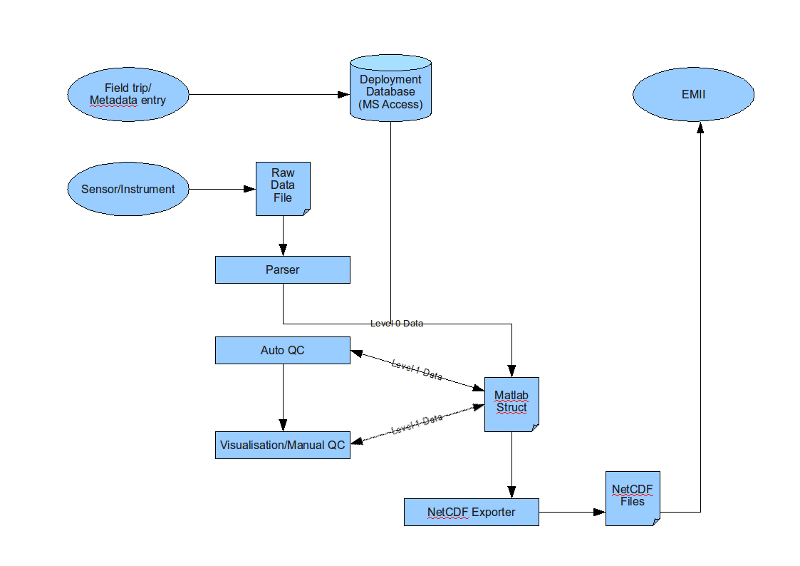 Field trip/
Metadata entry
Deployment
Database
(MS Access)
EMII
Sensor/Instrument
Raw
Data
File
Parser
Level 0 Data
Auto QC
Level 1 Data
Matlab
Struct
Level 1 Data
Visualisation/Manual QC
NetCDF Exporter
NetCDF
Files